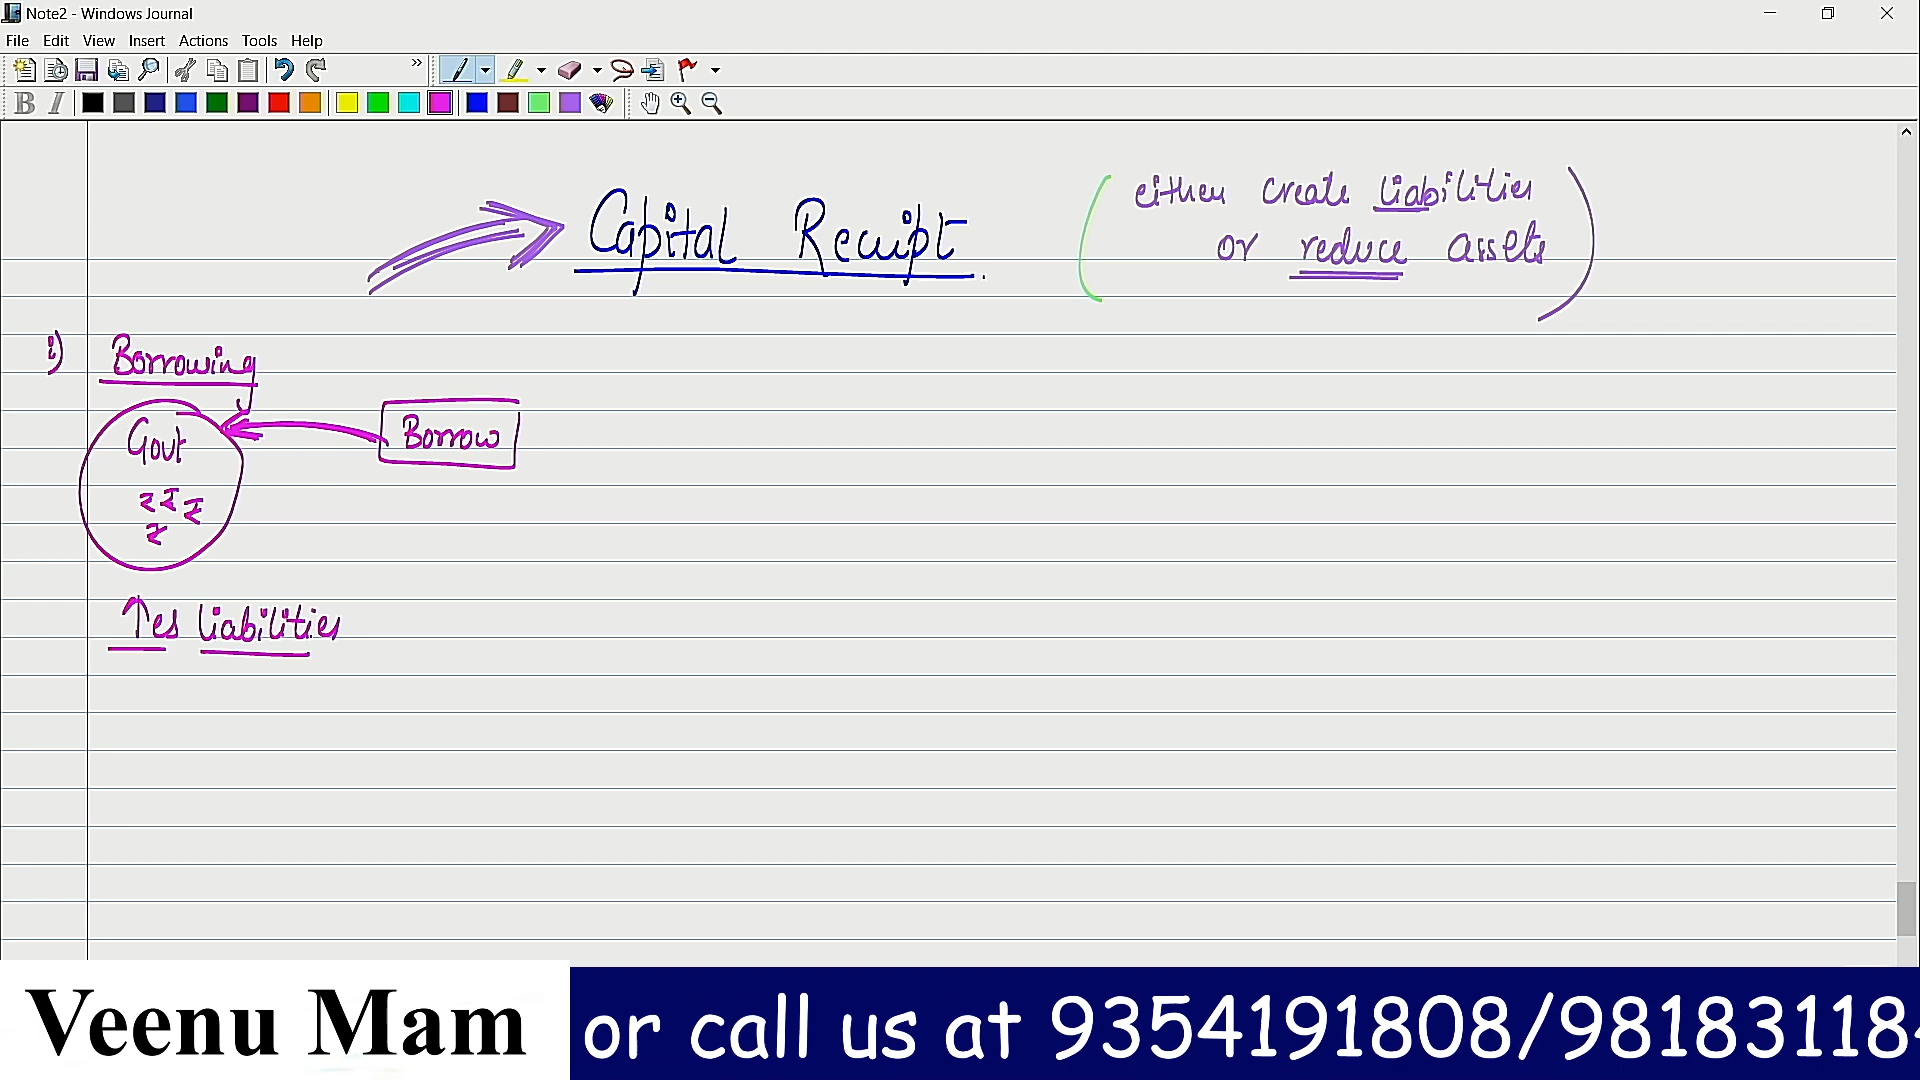 Note2 - Windows Journal
File Edit View Insert Actions Tools Help
B I
Capital Receipt
(either create liabilities
or reduce assets)
i) Borrowing
Govt
Borrow
↑es liabilities
Veenu Mam
or call us at 9354191808/98183118